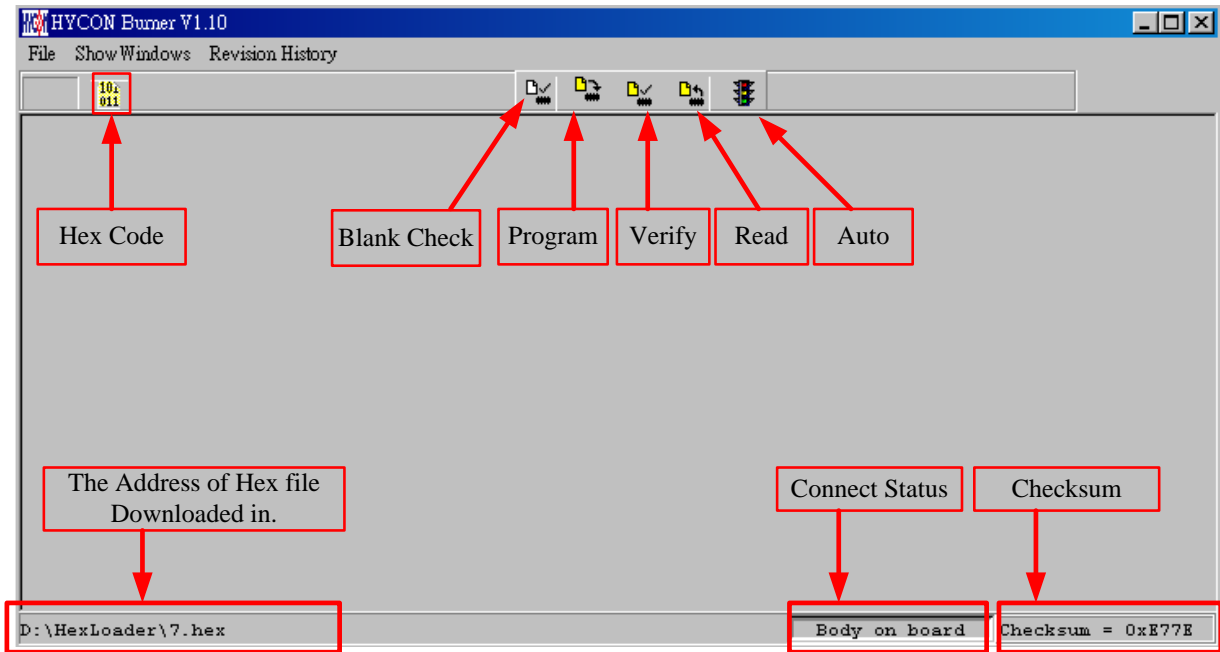 HYCON Burner V1.10
File Show Windows Revision History
101
011
Hex Code
Blank Check
Program
Verify
Read
Auto
The Address of Hex file
Downloaded in.
Connect Status
Checksum
D:\HexLoader\7.hex
Body on board
Checksum = 0xE77E